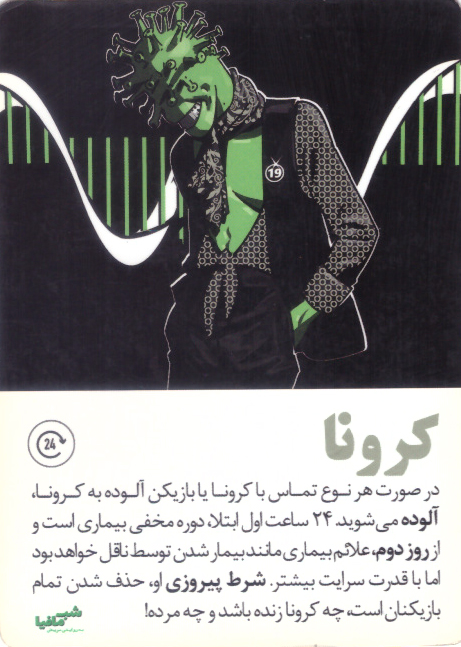 19
کرونا
24
در صورت هر نوع تماس با کرونا یا بازیکن آلوده به کرونا،
آلوده می‌شوید. ۲۴ ساعت اول ابتلا، دوره مخفی بیماری است و
از روز دوم، علائم بیماری مانند بیمار شدن توسط ناقل خواهد بود
اما با قدرت سرایت بیشتر. شرط پیروزی او، حذف شدن تمام
بازیکنان است، چه کرونا زنده باشد و چه مرده!
شب
مافیا